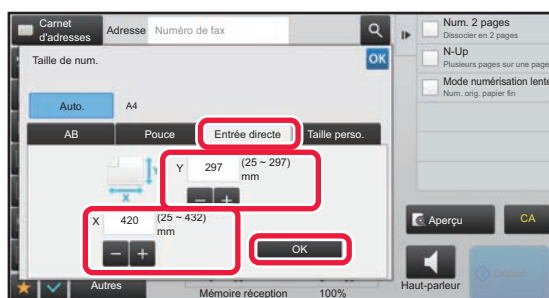 Carnet d'adresses
Adresse
Numéro de fax
Taille de num.
OK
Auto.
A4
AB
Pouce
Entrée directe
Taille perso.
Y
Y
297
(25 ~ 297)
mm
X
X
420
(25 ~ 432)
mm
OK
Autres
Mémoire réception
100%
Num. 2 pages
Dissocier en 2 pages
N-Up
Plusieurs pages sur une page
Mode numérisation lente
Num. orig. papier fin
Aperçu
CA
Haut-parleur
Départ